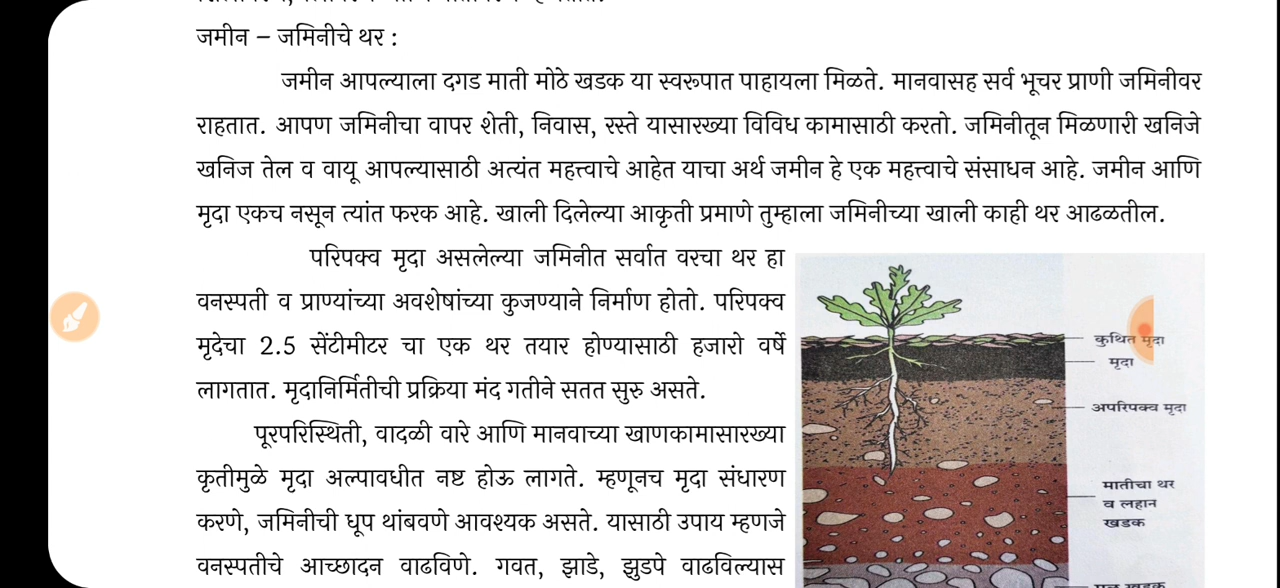 जमीन – जमिनीचे थर :
जमीन आपल्याला दगड माती मोठे खडक या स्वरूपात पाहायला मिळते. मानवासह सर्व भूचर प्राणी जमिनीवर
राहतात. आपण जमिनीचा वापर शेती, निवास, रस्ते यासारख्या विविध कामासाठी करतो. जमिनीतून मिळणारी खनिजे
खनिज तेल व वायू आपल्यासाठी अत्यंत महत्त्वाचे आहेत याचा अर्थ जमीन हे एक महत्त्वाचे संसाधन आहे. जमीन आणि
मृदा एकच नसून त्यांत फरक आहे. खाली दिलेल्या आकृती प्रमाणे तुम्हाला जमिनीच्या खाली काही थर आढळतील.
परिपक्व मृदा असलेल्या जमिनीत सर्वात वरचा थर हा
वनस्पती व प्राण्यांच्या अवशेषांच्या कुजण्याने निर्माण होतो. परिपक्व
मृदेचा 2.5 सेंटीमीटर चा एक थर तयार होण्यासाठी हजारो वर्षे
लागतात. मृदानिर्मितीची प्रक्रिया मंद गतीने सतत सुरु असते.
पूरपरिस्थिती, वादळी वारे आणि मानवाच्या खाणकामासारख्या
कृतीमुळे मृदा अल्पावधीत नष्ट होऊ लागते. म्हणूनच मृदा संधारण
करणे, जमिनीची धूप थांबवणे आवश्यक असते. यासाठी उपाय म्हणजे
वनस्पतीचे आच्छादन वाढविणे. गवत, झाडे, झुडपे वाढविल्यास
कुथित मृदा
मृदा
अपरिपक्व मृदा
मातीचा थर
व लहान
खडक